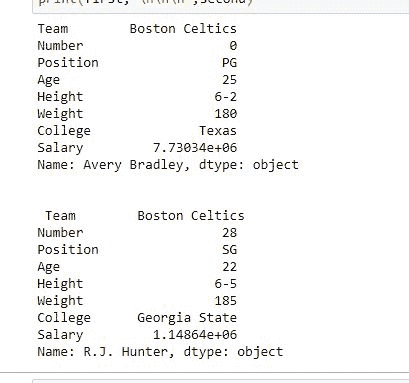 print(first, "\n\n\n",second)
Team          Boston Celtics
Number                     0
Position                  PG
Age                       25
Height                   6-2
Weight                   180
College                Texas
Salary           7.73034e+06
Name: Avery Bradley, dtype: object
Team          Boston Celtics
Number                    28
Position                  SG
Age                       22
Height                   6-5
Weight                   185
College        Georgia State
Salary           1.14864e+06
Name: R.J. Hunter, dtype: object